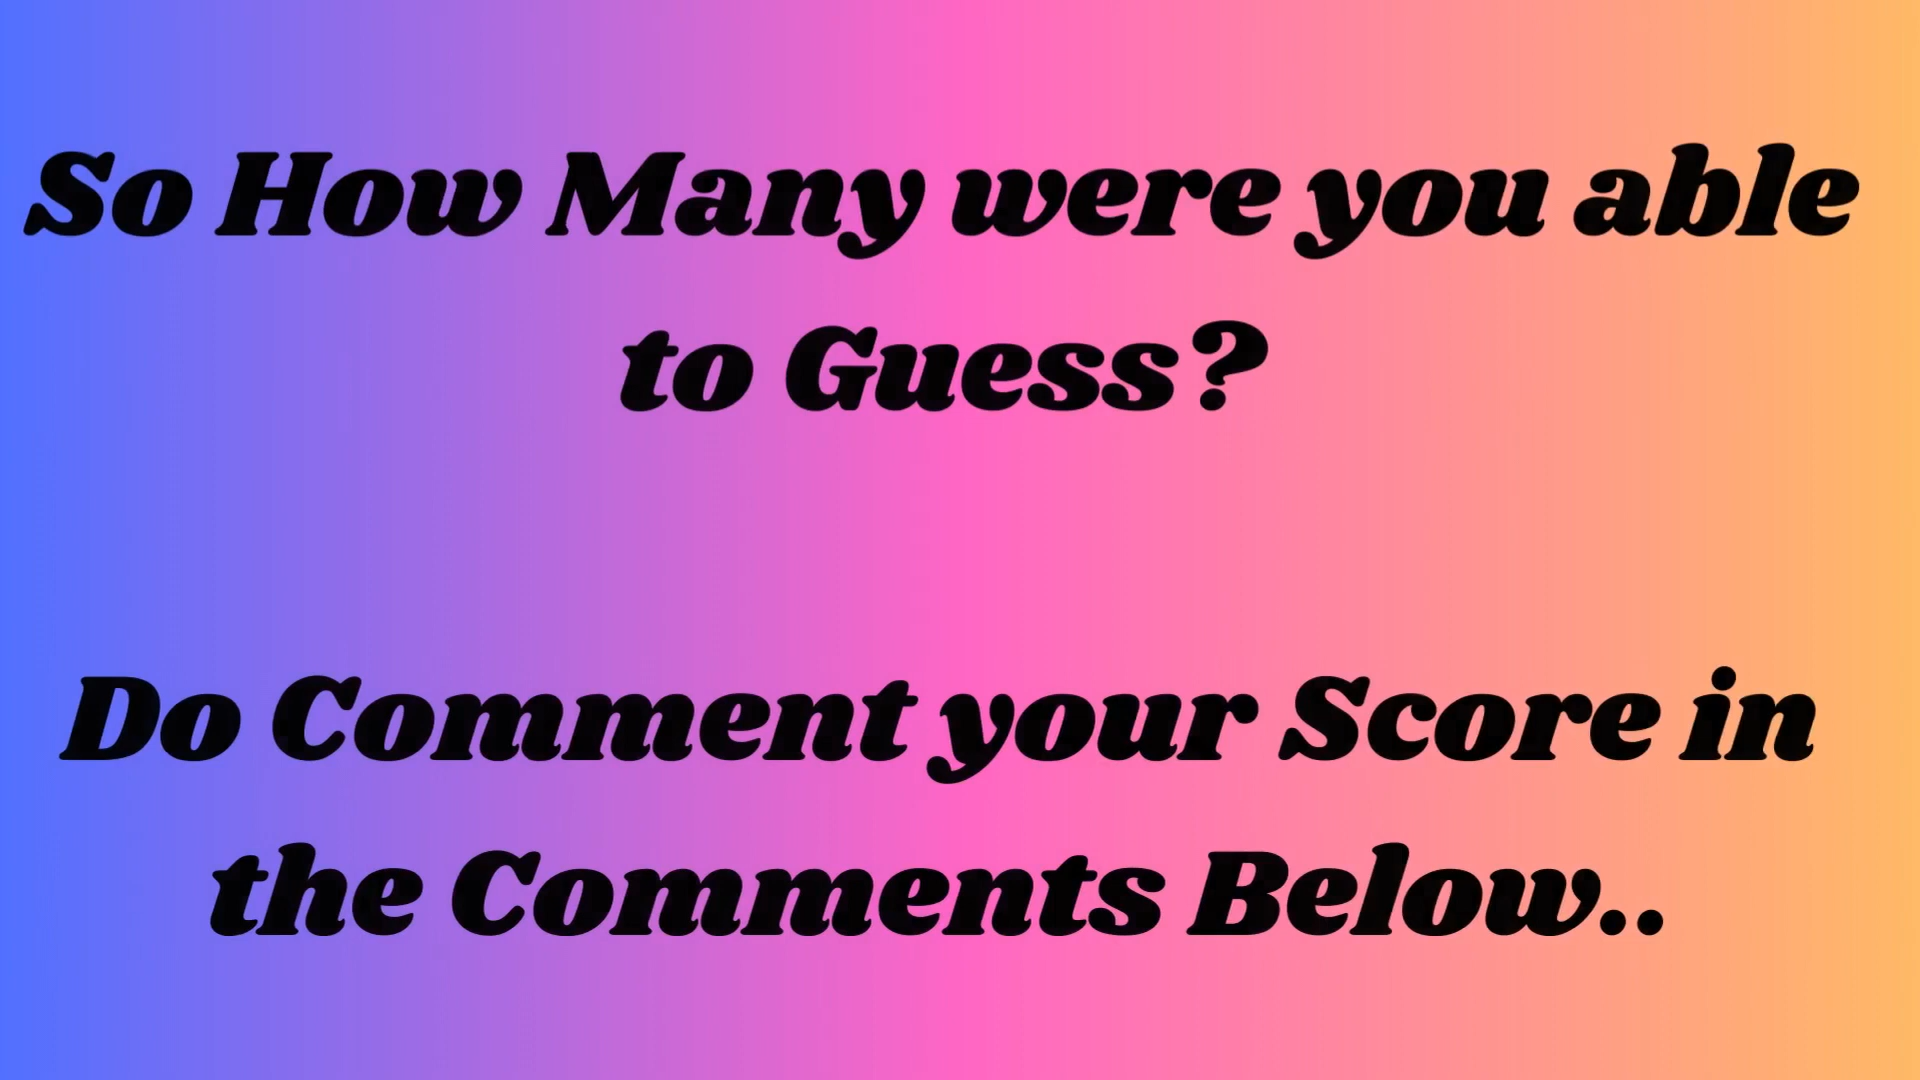 So How Many were you able
to Guess?
Do Comment your Score in
the Comments Below..